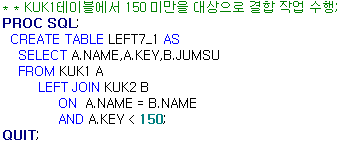 * * KUK1테이블에서 150 미만을 대상으로 결합 작업 수행;
PROC SQL;
CREATE TABLE LEFT7_1 AS
SELECT A.NAME,A.KEY,B.JUMSU
FROM KUK1 A
LEFT JOIN KUK2 B
ON A.NAME = B.NAME
AND A.KEY < 150;
QUIT;